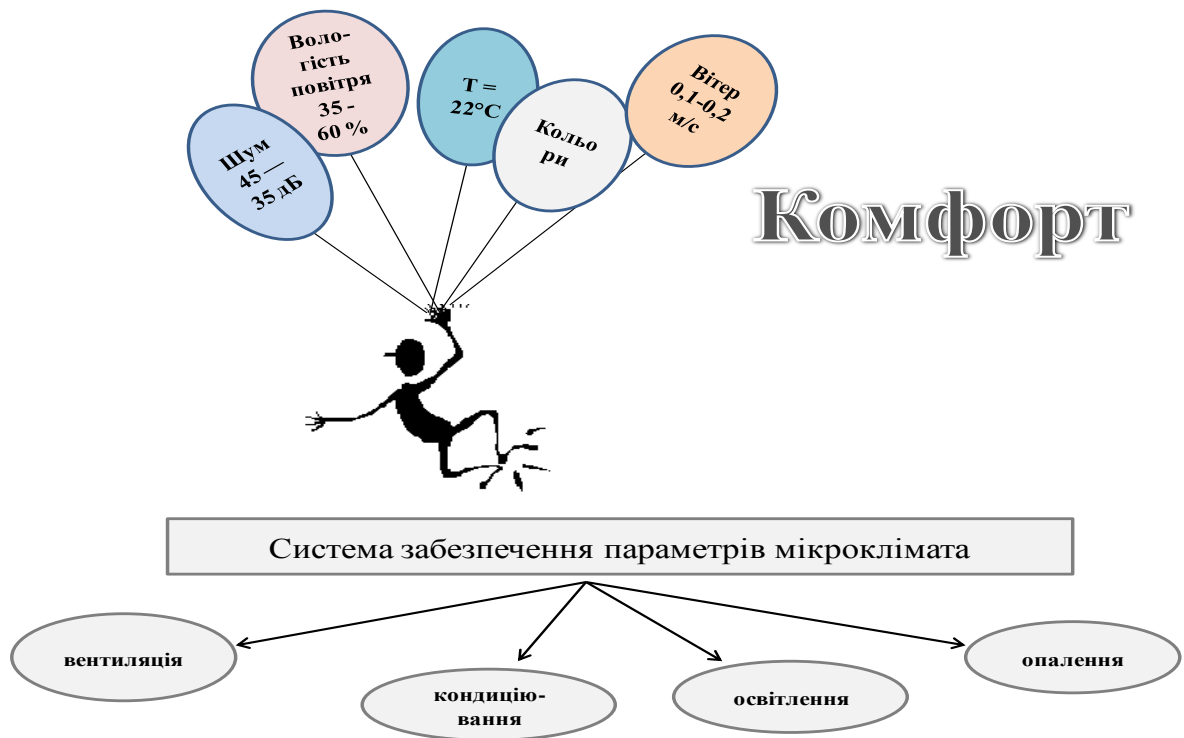 Воло-
гість
повітря
35 -
60 %
Т =
22°С
Вітер
0,1-0,2
м/с
Кольо
ри
Шум
45 —
35 дБ
Комфорт
Система забезпечення параметрів мікроклімата
вентиляція
кондицію-
вання
освітлення
опалення